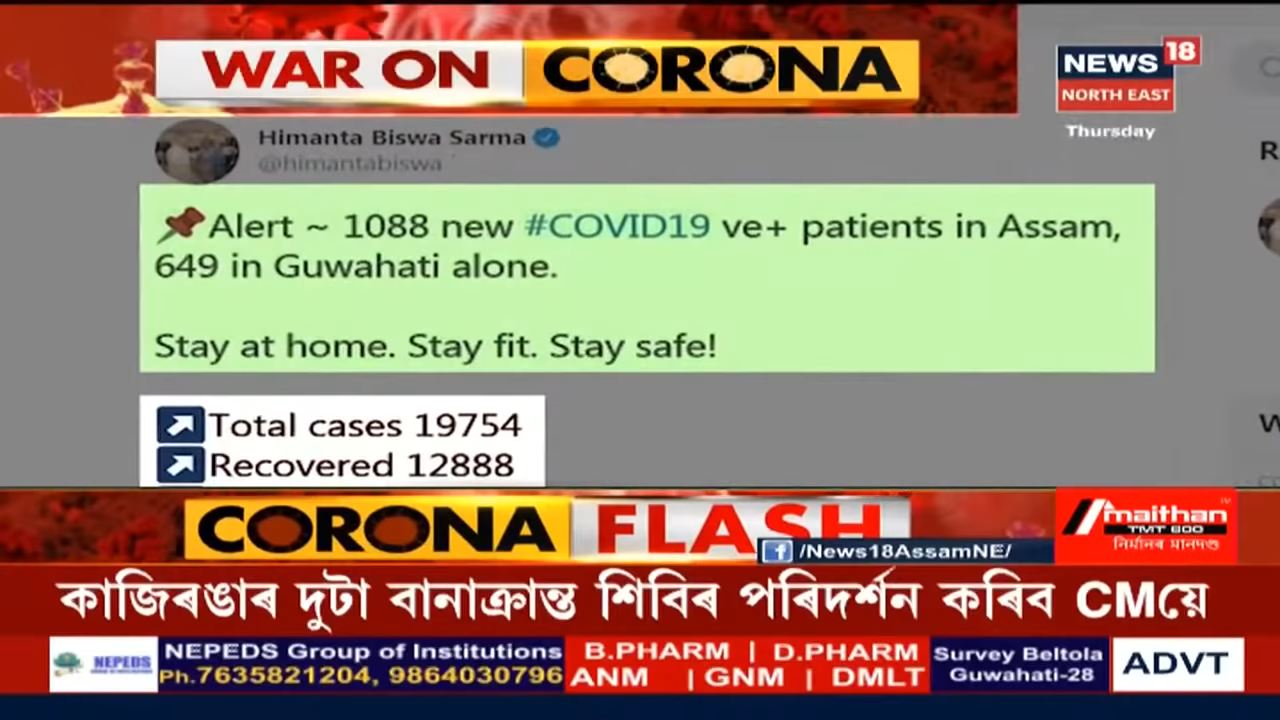 WAR ON CORONA
NEWS 18
NORTH EAST
Thursday
Himanta Biswa Sarma
@himantabiswa
Alert ~ 1088 new #COVID19 ve+ patients in Assam,
649 in Guwahati alone.
Stay at home. Stay fit. Stay safe!
Total cases 19754
Recovered 12888
CORONA FLASH
/News18AssamNE/
maithan
TMT 600
নিৰ্মানৰ মানদণ্ড
কাজিৰঙাৰ দুটা বানাক্ৰান্ত শিবিৰ পৰিদৰ্শন কৰিব CMয়ে
NEPEDS
NEPEDS Group of Institutions
Ph.7635821204, 9864030796
B.PHARM | D.PHARM
ANM | GNM | DMLT
Survey Beltola
Guwahati-28
ADVT